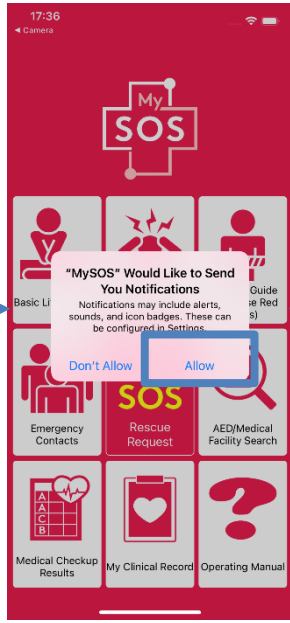 17:36
◀ Camera
My
SOS
Basic Li
Guide
se Red
s)
"MySOS" Would Like to Send
You Notifications
Notifications may include alerts,
sounds, and icon badges. These can
be configured in Settings.
Don't Allow
Allow
SOS
Emergency
Contacts
Rescue
Request
AED/Medical
Facility Search
A
A
C
B
Medical Checkup
Results
My Clinical Record
Operating Manual